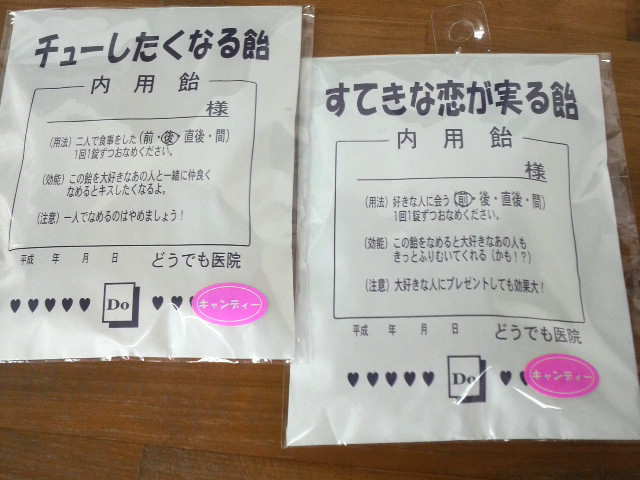 チューしたくなる飴
内用飴
様
(用法) 二人で食事をした(前・後・直後・間)
1回1錠ずつおなめください。
(効能) この飴を大好きなあの人と一緒に仲良く
なめるとキスしたくなるよ。
(注意) 一人でなめるのはやめましょう!
平成 年 月 日 どうでも医院
♥♥♥♥♥ Do ♥♥
キャンディー
すてきな恋が実る飴
内用飴
様
(用法) 好きな人に会う(前・後・直後・間)
1回1錠ずつおなめください。
(効能) この飴をなめると大好きなあの人も
きっとふりむいてくれる(かも!?)
(注意) 大好きな人にプレゼントしても効果大!
平成 年 月 日 どうでも医院
♥♥♥♥♥ Do ♥♥
キャンディー